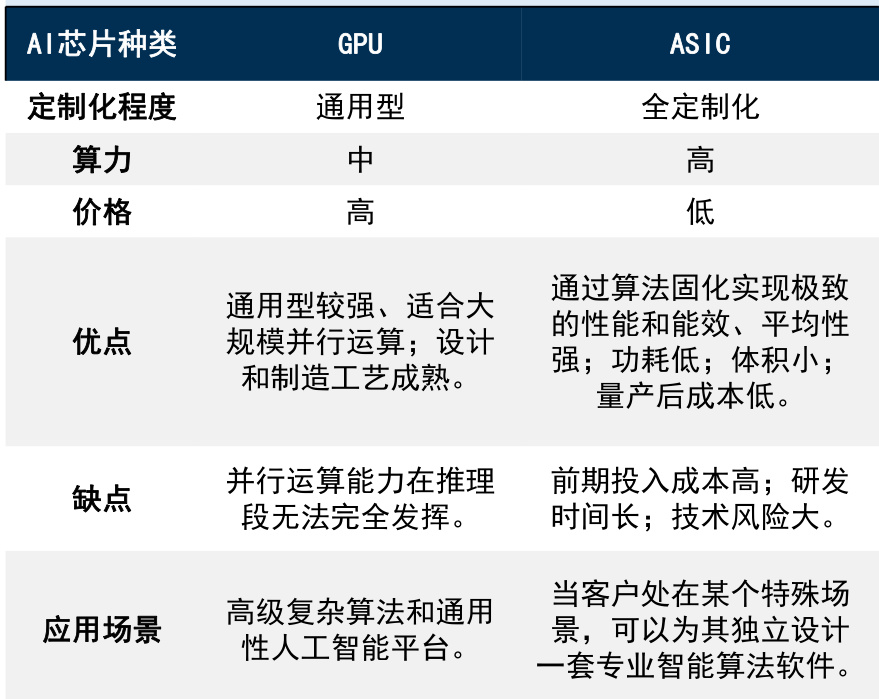 AI芯片种类 GPU ASIC
定制化程度 通用型 全定制化
算力 中 高
价格 高 低
优点
通用型较强、适合大
规模并行运算；设计
和制造工艺成熟。
通过算法固化实现极致
的性能和能效、平均性
强；功耗低；体积小；
量产后成本低。
缺点
并行运算能力在推理
段无法完全发挥。
前期投入成本高；研发
时间长；技术风险大。
应用场景
高级复杂算法和通用
性人工智能平台。
当客户处在某个特殊场
景，可以为其独立设计
一套专业智能算法软件。